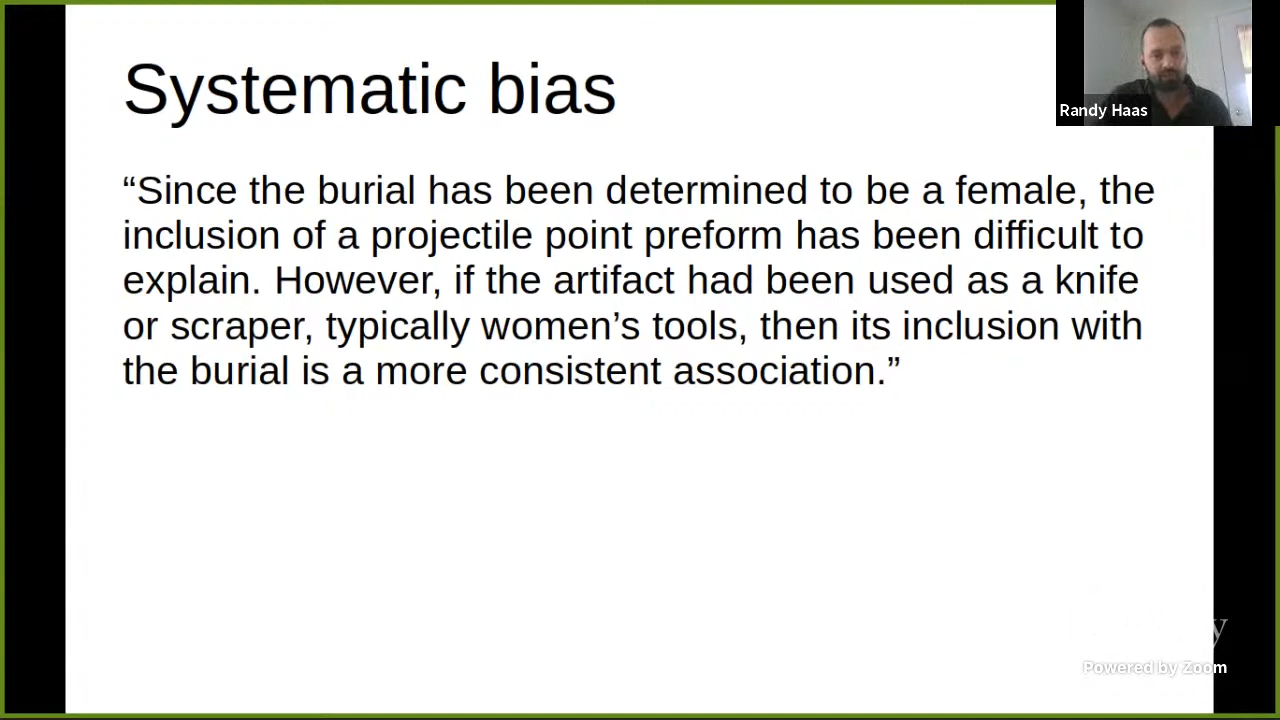 Systematic bias
Randy Haas
“Since the burial has been determined to be a female, the
inclusion of a projectile point preform has been difficult to
explain. However, if the artifact had been used as a knife
or scraper, typically women’s tools, then its inclusion with
the burial is a more consistent association.”
Powered by Zoom